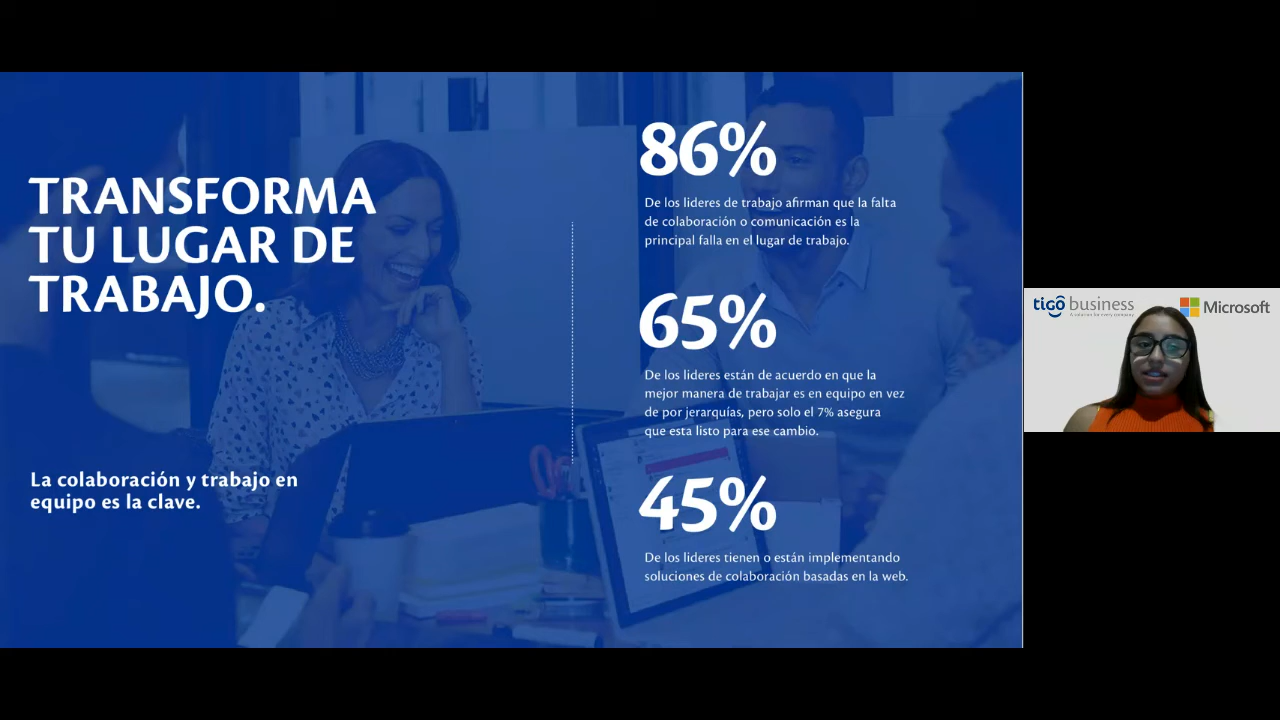 TRANSFORMA
TU LUGAR DE
TRABAJO.
La colaboración y trabajo en
equipo es la clave.
86%
De los lideres de trabajo afirman que la falta
de colaboración o comunicación es la
principal falla en el lugar de trabajo.
65%
De los lideres están de acuerdo en que la
mejor manera de trabajar es en equipo en vez
de por jerarquías, pero solo el 7% asegura
que esta listo para ese cambio.
45%
De los lideres tienen o están implementando
soluciones de colaboración basadas en la web.
tigo business
Microsoft